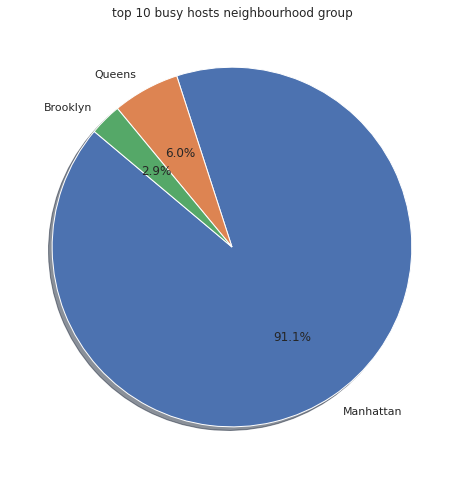 top 10 busy hosts neighbourhood group
Queens
Brooklyn
6.0%
2.9%
91.1%
Manhattan